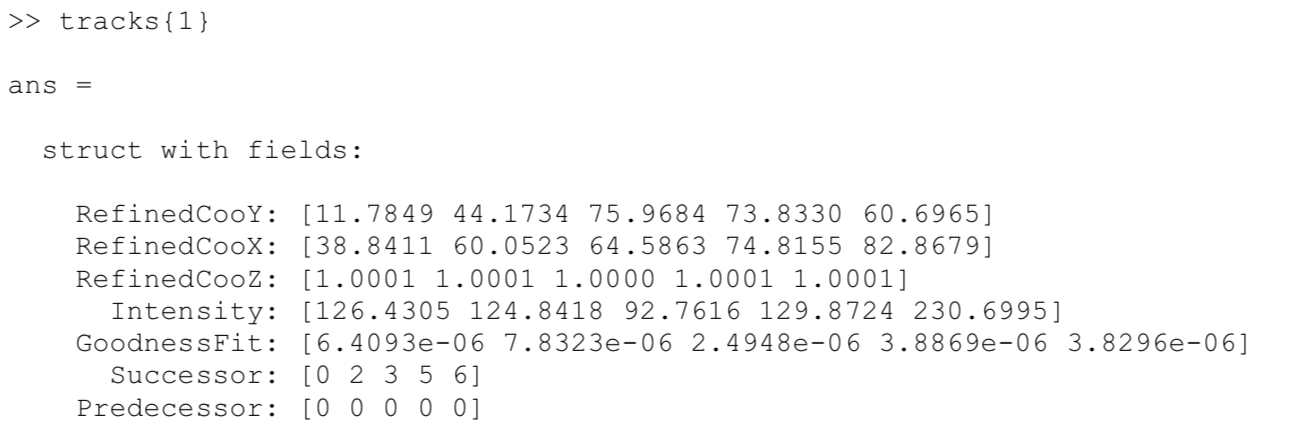 >> tracks{1}
ans =
struct with fields:
RefinedCooY: [11.7849 44.1734 75.9684 73.8330 60.6965]
RefinedCooX: [38.8411 60.0523 64.5863 74.8155 82.8679]
RefinedCooZ: [1.0001 1.0001 1.0000 1.0001 1.0001]
Intensity: [126.4305 124.8418 92.7616 129.8724 230.6995]
GoodnessFit: [6.4093e-06 7.8323e-06 2.4948e-06 3.8869e-06 3.8296e-06]
Successor: [0 2 3 5 6]
Predecessor: [0 0 0 0 0]